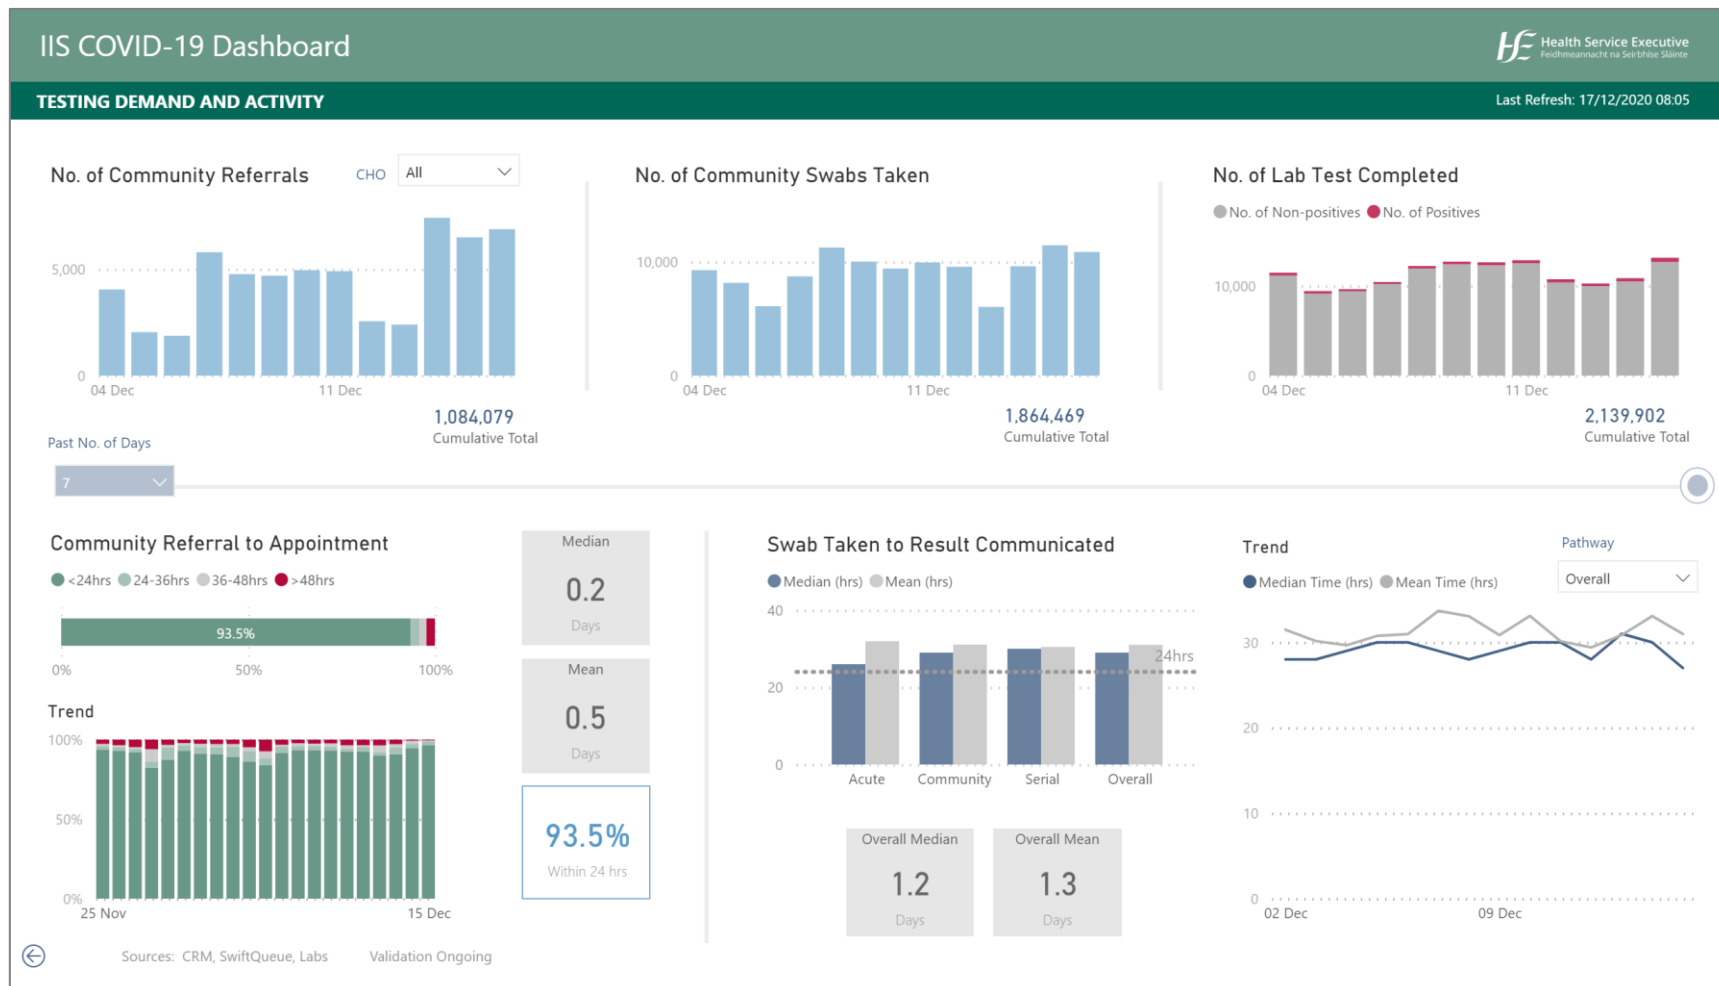 IIS COVID-19 Dashboard
Health Service Executive
Feidhmeannacht na Seirbhíse Sláinte
TESTING DEMAND AND ACTIVITY
Last Refresh: 17/12/2020 08:05
No. of Community Referrals
CHO
All
5,000
0
04 Dec
11 Dec
1,084,079
Cumulative Total
No. of Community Swabs Taken
10,000
0
04 Dec
11 Dec
1,864,469
Cumulative Total
No. of Lab Test Completed
No. of Non-positives
No. of Positives
10,000
0
04 Dec
11 Dec
2,139,902
Cumulative Total
Past No. of Days
7
Community Referral to Appointment
<24hrs
24-36hrs
36-48hrs
>48hrs
93.5%
0%
50%
100%
Trend
100%
50%
0%
25 Nov
15 Dec
Median
0.2
Days
Mean
0.5
Days
93.5%
Within 24 hrs
Swab Taken to Result Communicated
Median (hrs)
Mean (hrs)
40
24hrs
20
0
Acute
Community
Serial
Overall
Overall Median
1.2
Days
Overall Mean
1.3
Days
Trend
Pathway
Overall
Median Time (hrs)
Mean Time (hrs)
30
20
10
0
02 Dec
09 Dec
Sources: CRM, SwiftQueue, Labs
Validation Ongoing